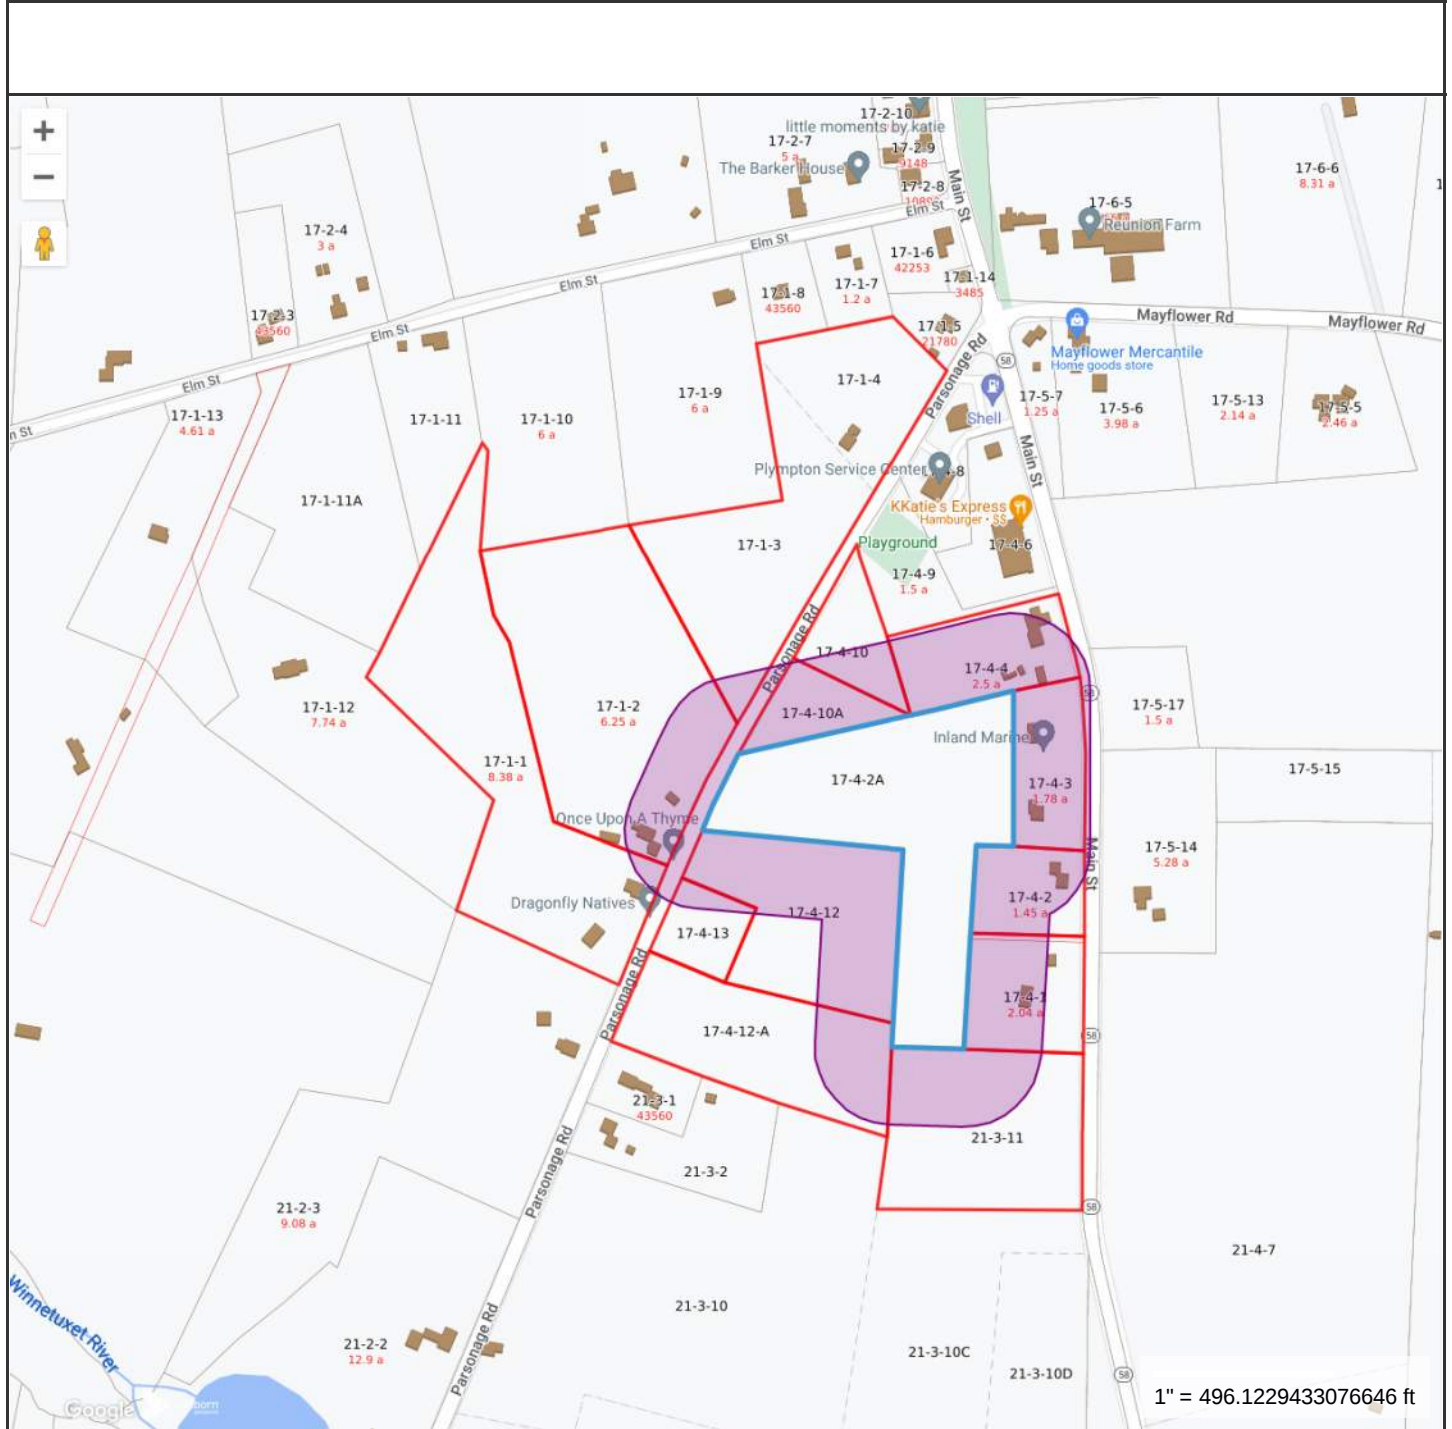 +
−
17-2-10
little moments by katie
17-2-7
5 a
17-2-9
9148
The Barker House
17-2-8
Elm St
Main St
17-6-6
8.31 a
17-6-5
Reunion Farm
17-2-4
3 a
Elm St
17-1-6
42253
Elm St
17-1-14
3485
17-1-7
1.2 a
17-1-8
43560
17-2-3
43560
Elm St
17-1-5
21780
Mayflower Rd
Mayflower Rd
58
Mayflower Mercantile
Home goods store
Parsonage Rd
Elm St
17-1-4
17-1-9
6 a
Shell
17-5-7
1.25 a
17-5-6
3.98 a
17-5-13
2.14 a
17-5-5
2.46 a
17-1-13
4.61 a
17-1-11
17-1-10
6 a
n St
Main St
Plympton Service Center
17-1-11A
KKatie's Express
Hamburger • $$
17-1-3
Playground
17-4-6
17-4-9
1.5 a
Parsonage Rd
17-4-10
17-4-4
2.5 a
58
17-1-12
7.74 a
17-1-2
6.25 a
17-4-10A
17-5-17
1.5 a
Inland Marine
17-1-1
8.38 a
17-4-2A
17-4-3
1.78 a
17-5-15
Once Upon A Thyme
Main St
17-5-14
5.28 a
Dragonfly Natives
17-4-12
17-4-2
1.45 a
17-4-13
Parsonage Rd
17-4-1
2.04 a
17-4-12-A
58
21-3-1
43560
21-3-11
Parsonage Rd
21-3-2
21-2-3
9.08 a
58
21-4-7
Winnetuxet River
21-3-10
21-2-2
12.9 a
Parsonage Rd
21-3-10C
21-3-10D
58
1" = 496.1229433076646 ft
Google